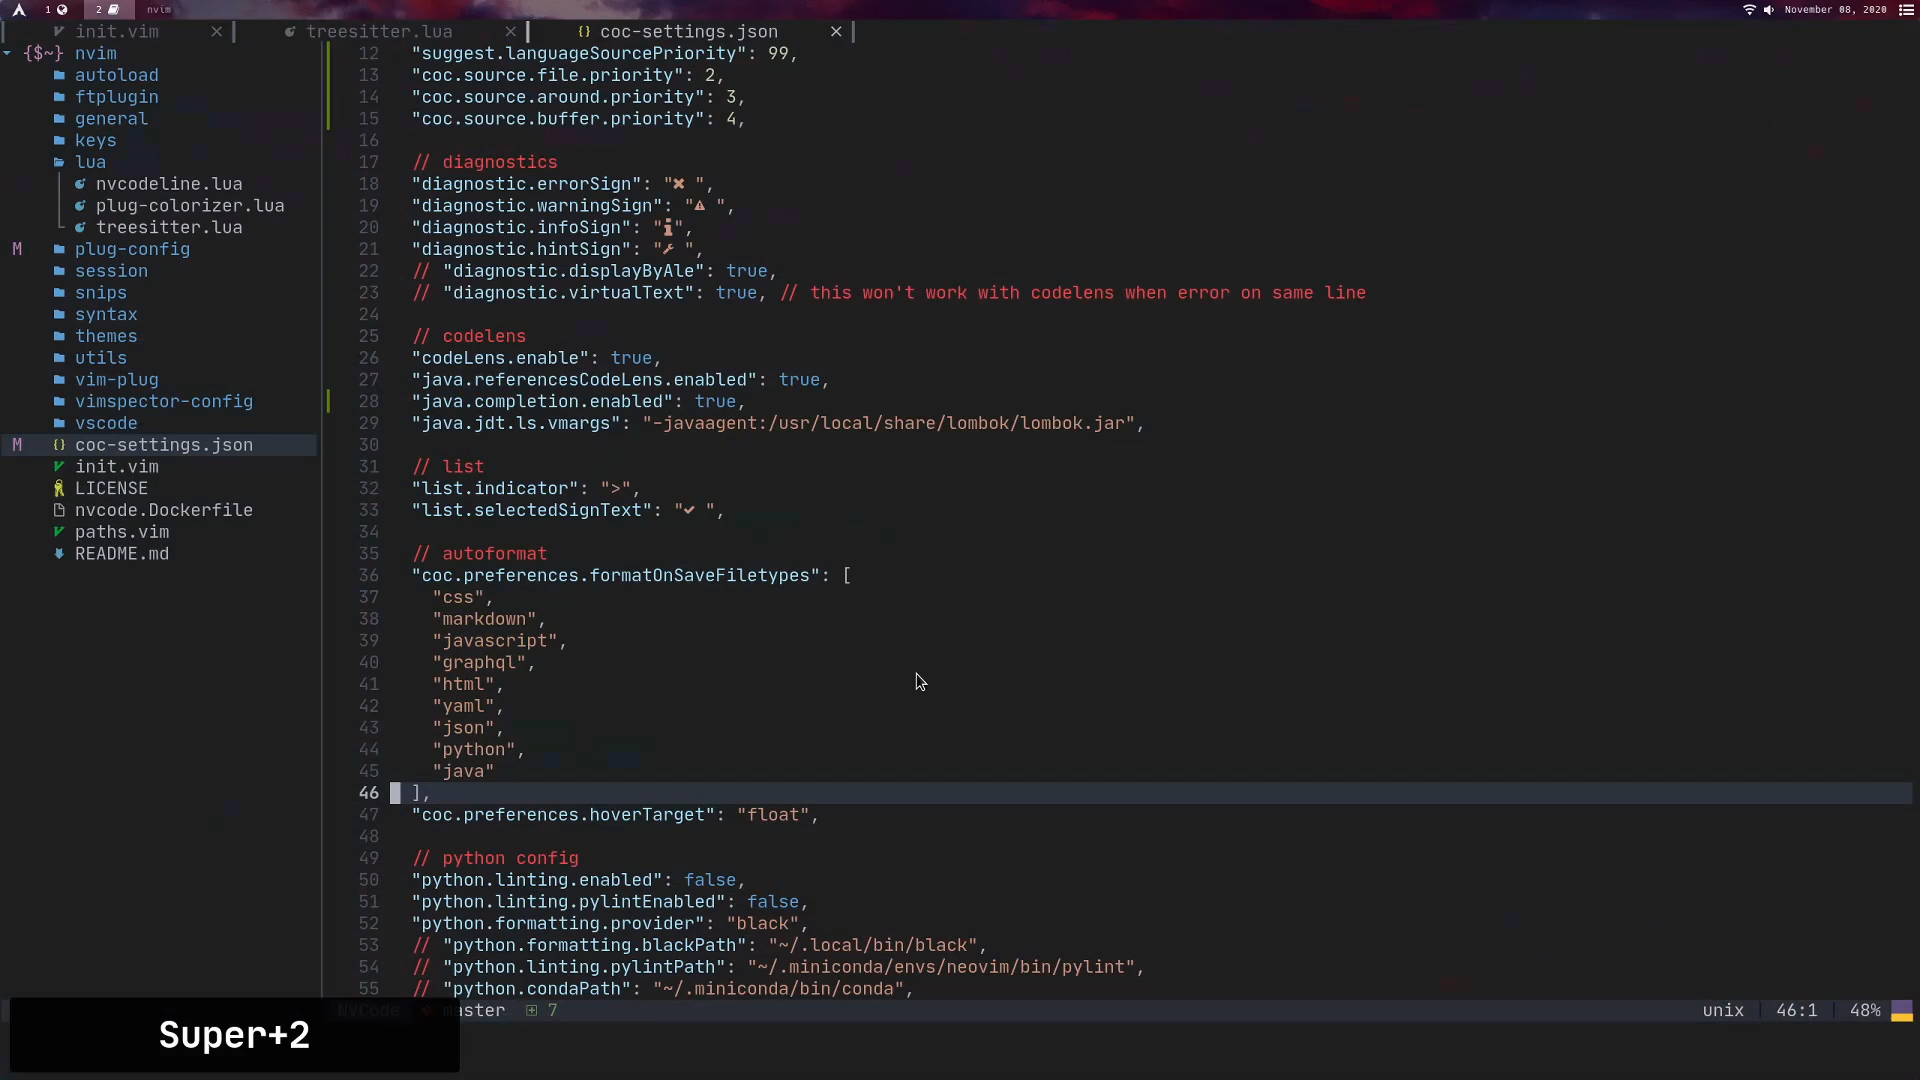 1 2 nvim November 08, 2020
init.vim treesitter.lua coc-settings.json
{$~} nvim
autoload
ftplugin
general
keys
lua
nvcodeline.lua
plug-colorizer.lua
treesitter.lua
M plug-config
session
snips
syntax
themes
utils
vim-plug
vimspector-config
vscode
M {} coc-settings.json
init.vim
LICENSE
nvcode.Dockerfile
paths.vim
README.md
12 "suggest.languageSourcePriority": 99,
13 "coc.source.file.priority": 2,
14 "coc.source.around.priority": 3,
15 "coc.source.buffer.priority": 4,
16
17 // diagnostics
18 "diagnostic.errorSign": "✖ ",
19 "diagnostic.warningSign": "⚠ ",
20 "diagnostic.infoSign": "ℹ",
21 "diagnostic.hintSign": " ",
22 // "diagnostic.displayByAle": true,
23 // "diagnostic.virtualText": true, // this won't work with codelens when error on same line
24
25 // codelens
26 "codeLens.enable": true,
27 "java.referencesCodeLens.enabled": true,
28 "java.completion.enabled": true,
29 "java.jdt.ls.vmargs": "-javaagent:/usr/local/share/lombok/lombok.jar",
30
31 // list
32 "list.indicator": ">",
33 "list.selectedSignText": "✔ ",
34
35 // autoformat
36 "coc.preferences.formatOnSaveFiletypes": [
37 "css",
38 "markdown",
39 "javascript",
40 "graphql",
41 "html",
42 "yaml",
43 "json",
44 "python",
45 "java"
46 ],
47 "coc.preferences.hoverTarget": "float",
48
49 // python config
50 "python.linting.enabled": false,
51 "python.linting.pylintEnabled": false,
52 "python.formatting.provider": "black",
53 // "python.formatting.blackPath": "~/.local/bin/black",
54 // "python.linting.pylintPath": "~/.miniconda/envs/neovim/bin/pylint",
55 // "python.condaPath": "~/.miniconda/bin/conda",
NVCode master 7 unix 46:1 48%
Super+2